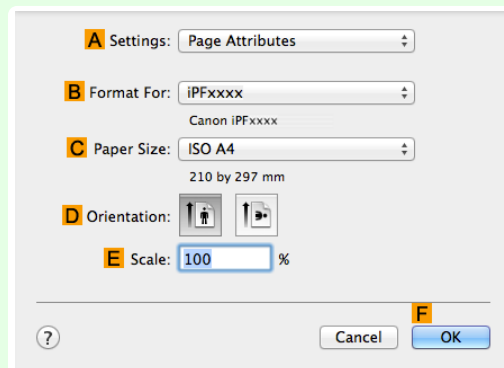 A Settings: Page Attributes
B Format For: iPFxxxx
Canon iPFxxxx
C Paper Size: ISO A4
210 by 297 mm
D Orientation:
E Scale: 100 %
F
? Cancel OK